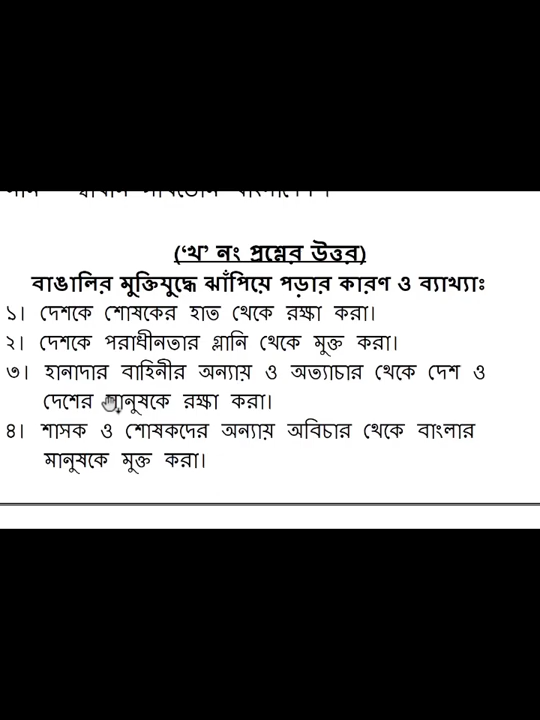 ('খ' নং প্রশ্নের উত্তর)
বাঙালির মুক্তিযুদ্ধে ঝাঁপিয়ে পড়ার কারণ ও ব্যাখ্যাঃ
১। দেশকে শোষকের হাত থেকে রক্ষা করা।
২। দেশকে পরাধীনতার গ্লানি থেকে মুক্ত করা।
৩। হানাদার বাহিনীর অন্যায় ও অত্যাচার থেকে দেশ ও
দেশের মানুষকে রক্ষা করা।
৪। শাসক ও শোষকদের অন্যায় অবিচার থেকে বাংলার
মানুষকে মুক্ত করা।